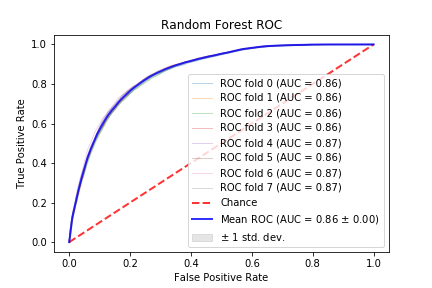 Random Forest ROC
True Positive Rate
1.0
0.8
0.6
0.4
0.2
0.0
ROC fold 0 (AUC = 0.86)
ROC fold 1 (AUC = 0.86)
ROC fold 2 (AUC = 0.86)
ROC fold 3 (AUC = 0.86)
ROC fold 4 (AUC = 0.87)
ROC fold 5 (AUC = 0.86)
ROC fold 6 (AUC = 0.87)
ROC fold 7 (AUC = 0.87)
Chance
Mean ROC (AUC = 0.86 ± 0.00)
± 1 std. dev.
0.0 0.2 0.4 0.6 0.8 1.0
False Positive Rate